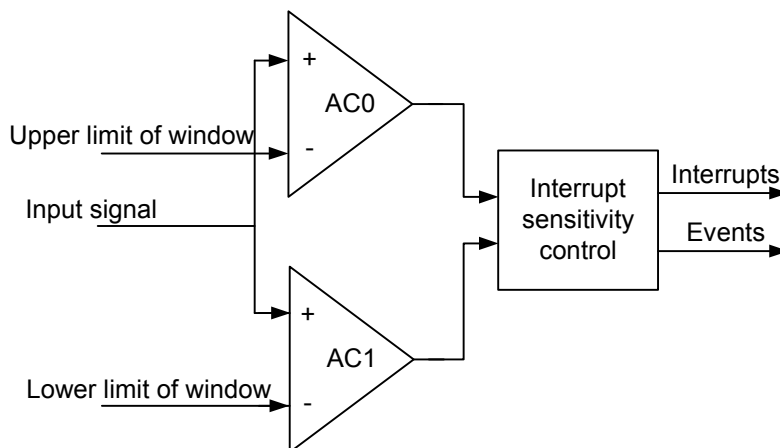 +
AC0
-
Upper limit of window
Input signal
Interrupt
sensitivity
control
Interrupts
Events
+
AC1
-
Lower limit of window